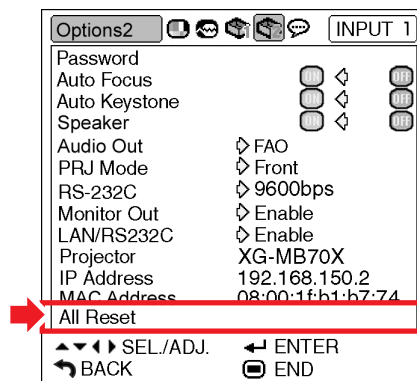 Options2 INPUT 1
Password
Auto Focus ON OFF
Auto Keystone ON OFF
Speaker ON OFF
Audio Out FAO
PRJ Mode Front
RS-232C 9600bps
Monitor Out Enable
LAN/RS232C Enable
Projector XG-MB70X
IP Address 192.168.150.2
MAC Address 08:00:1f:b1:b7:74
All Reset
SEL./ADJ. ENTER
BACK END